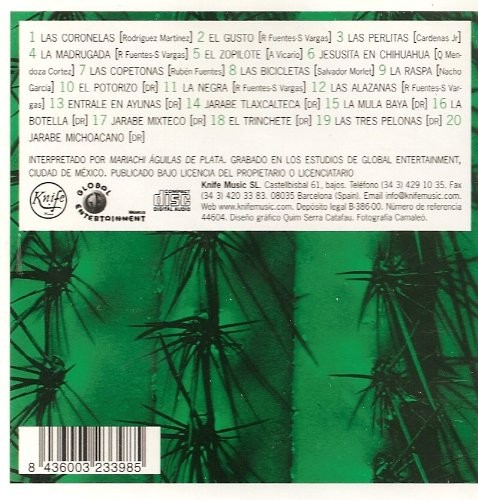 1 LAS CORONELAS [Rodríguez Martínez] 2 EL GUSTO [R Fuentes-S Vargas] 3 LAS PERLITAS [Cardenas Jr]
4 LA MADRUGADA [R Fuentes-S Vargas] 5 EL ZOPILOTE [A Vicario] 6 JESUSITA EN CHIHUAHUA [Q Men-
doza Cortez] 7 LAS COPETONAS [Rubén Fuentes] 8 LAS BICICLETAS [Salvador Morlet] 9 LA RASPA [Nacho
García] 10 EL POTORIZO [DR] 11 LA NEGRA [R Fuentes-S Vargas] 12 LAS ALAZANAS [R Fuentes-S Var-
gas] 13 ENTRALE EN AYUNAS [DR] 14 JARABE TLAXCALTECA [DR] 15 LA MULA BAYA [DR] 16 LA
BOTELLA [DR] 17 JARABE MIXTECO [DR] 18 EL TRINCHETE [DR] 19 LAS TRES PELONAS [DR] 20
JARABE MICHOACANO [DR]
INTERPRETADO POR MARIACHI ÁGUILAS DE PLATA. GRABADO EN LOS ESTUDIOS DE GLOBAL ENTERTAINMENT,
CIUDAD DE MÉXICO. PUBLICADO BAJO LICENCIA DEL PROPIETARIO O LICENCIATARIO
Knife
GLOBAL
ENTERTAINMENT
COMPACT
disc
DIGITAL AUDIO
Knife Music SL. Castellbisbal 61, bajos. Teléfono (34 3) 429 10 35. Fax
(34 3) 420 33 83. 08035 Barcelona (Spain). Email info@knifemusic.com.
Web www.knifemusic.com. Depósito legal B-386-00. Número de referencia
44604. Diseño gráfico Quim Serra Catafau. Fotografía Camaleó.
8 436003 233985